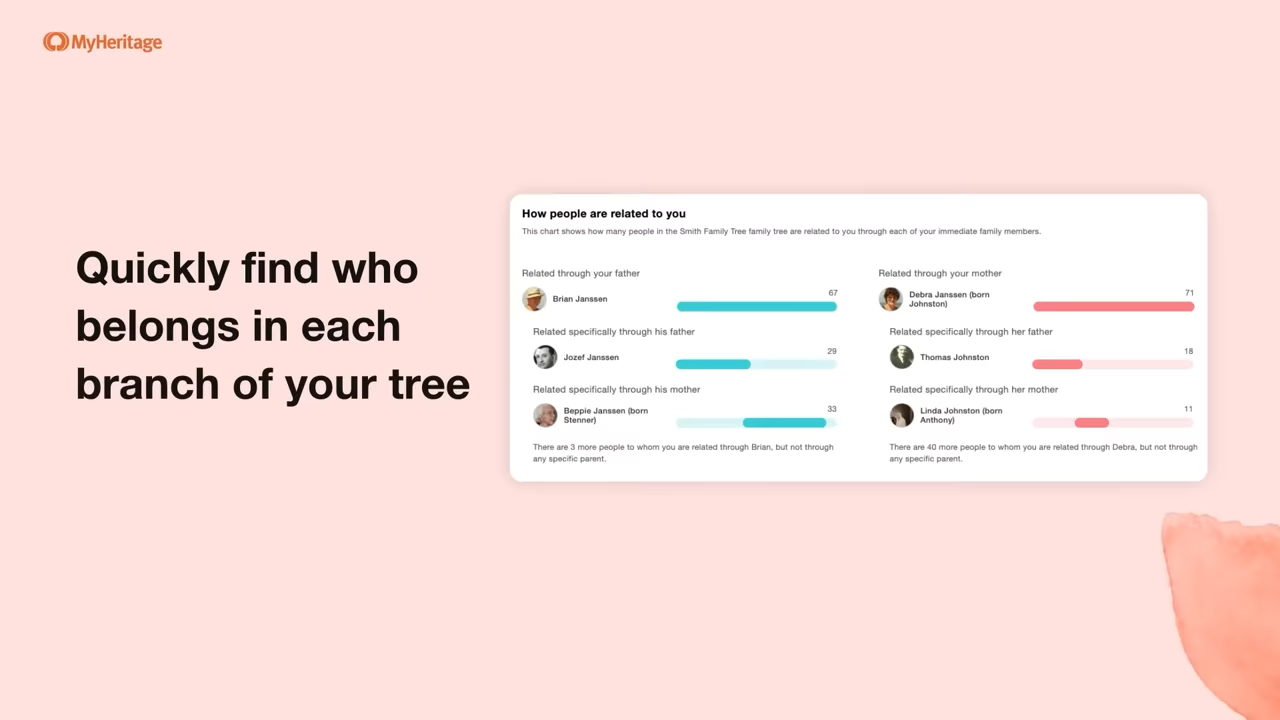 MyHeritage
Quickly find who
belongs in each
branch of your tree
How people are related to you
This chart shows how many people in the Smith Family Tree family tree are related to you through each of your immediate family members.
Related through your father
Brian Janssen
67
Related specifically through his father
Jozef Janssen
29
Related specifically through his mother
Beppie Janssen (born
Stenner)
33
There are 3 more people to whom you are related through Brian, but not through
any specific parent.
Related through your mother
Debra Janssen (born
Johnston)
71
Related specifically through her father
Thomas Johnston
18
Related specifically through her mother
Linda Johnston (born
Anthony)
11
There are 40 more people to whom you are related through Debra, but not through
any specific parent.